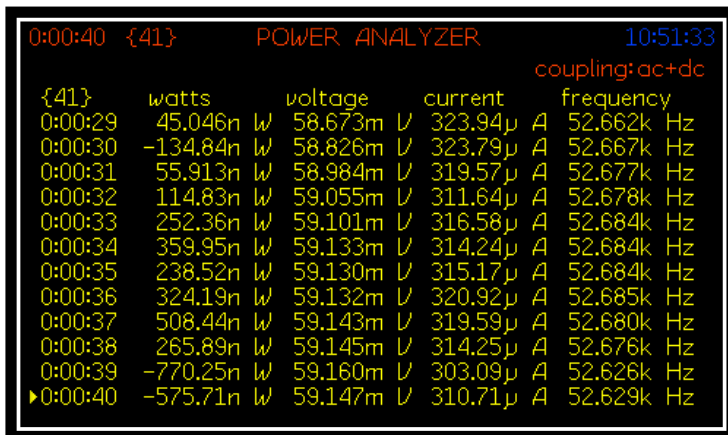 0:00:40 {41} POWER ANALYZER 10:51:33
coupling:ac+dc
{41} watts voltage current frequency
0:00:29 45.046n W 58.673m V 323.94µ A 52.662k Hz
0:00:30 -134.84n W 58.826m V 323.79µ A 52.667k Hz
0:00:31 55.913n W 58.984m V 319.57µ A 52.677k Hz
0:00:32 114.83n W 59.055m V 311.64µ A 52.678k Hz
0:00:33 252.36n W 59.101m V 316.58µ A 52.684k Hz
0:00:34 359.95n W 59.133m V 314.24µ A 52.684k Hz
0:00:35 238.52n W 59.130m V 315.17µ A 52.684k Hz
0:00:36 324.19n W 59.132m V 320.92µ A 52.685k Hz
0:00:37 508.44n W 59.143m V 319.59µ A 52.680k Hz
0:00:38 265.89n W 59.145m V 314.25µ A 52.676k Hz
0:00:39 -770.25n W 59.160m V 303.09µ A 52.626k Hz
0:00:40 -575.71n W 59.147m V 310.71µ A 52.629k Hz